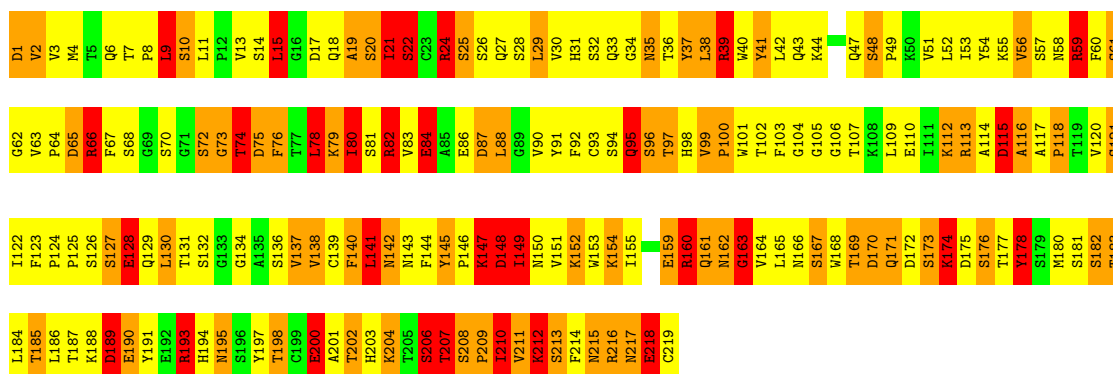 D1 V2 V3 M4 T5 Q6 T7 P8 L9 S10 L11 P12 V13 S14 L15 G16 D17 Q18 A19 S20 I21 S22 C23 R24 S25 S26 Q27 S28 L29 V30 H31 S32 Q33 G34 N35 T36 Y37 L38 R39 W40 Y41 L42 Q43 K44 Q47 S48 P49 K50 V51 L52 I53 Y54 K55 V56 S57 N58 R59 F60 S61
G62 V63 P64 D65 R66 F67 S68 G69 S70 G71 S72 G73 T74 D75 F76 T77 L78 K79 I80 S81 R82 V83 E84 A85 E86 D87 L88 G89 V90 Y91 F92 C93 S94 Q95 S96 T97 H98 V99 P100 W101 T102 F103 G104 G105 G106 T107 K108 L109 E110 I111 K112 R113 A114 D115 A116 A117 P118 T119 V120 S121
I122 F123 P124 P125 S126 S127 E128 Q129 L130 T131 S132 G133 G134 A135 S136 V137 V138 C139 F140 L141 N142 N143 F144 Y145 P146 K147 D148 I149 N150 V151 K152 W153 K154 I155 E159 R160 Q161 N162 G163 V164 L165 N166 S167 W168 T169 D170 Q171 D172 S173 K174 D175 S176 T177 Y178 S179 M180 S181 S182 T183
L184 T185 L186 T187 K188 D189 E190 Y191 E192 R193 H194 N195 S196 Y197 T198 C199 E200 A201 T202 H203 K204 T205 S206 T207 S208 P209 I210 V211 K212 S213 F214 N215 R216 N217 E218 C219